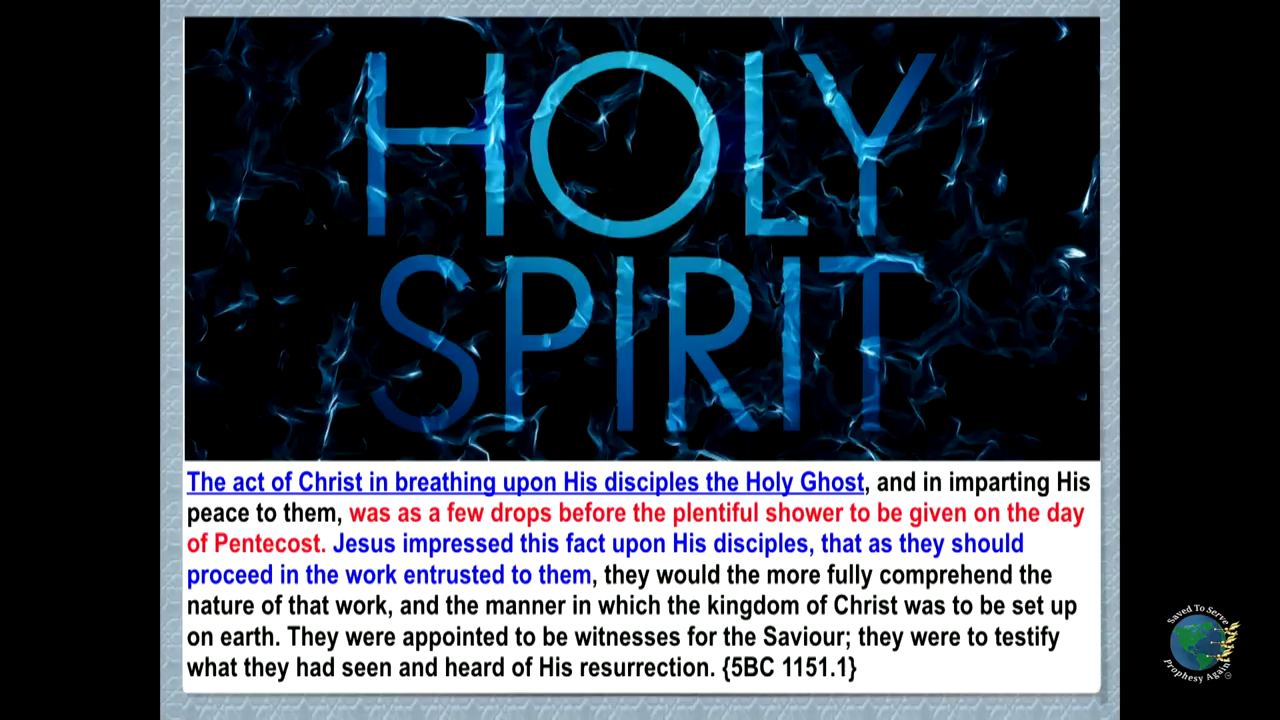 HOLY
SPIRIT
The act of Christ in breathing upon His disciples the Holy Ghost, and in imparting His
peace to them, was as a few drops before the plentiful shower to be given on the day
of Pentecost. Jesus impressed this fact upon His disciples, that as they should
proceed in the work entrusted to them, they would the more fully comprehend the
nature of that work, and the manner in which the kingdom of Christ was to be set up
on earth. They were appointed to be witnesses for the Saviour; they were to testify
what they had seen and heard of His resurrection. {5BC 1151.1}
Saved To Serve
Prophesy Again